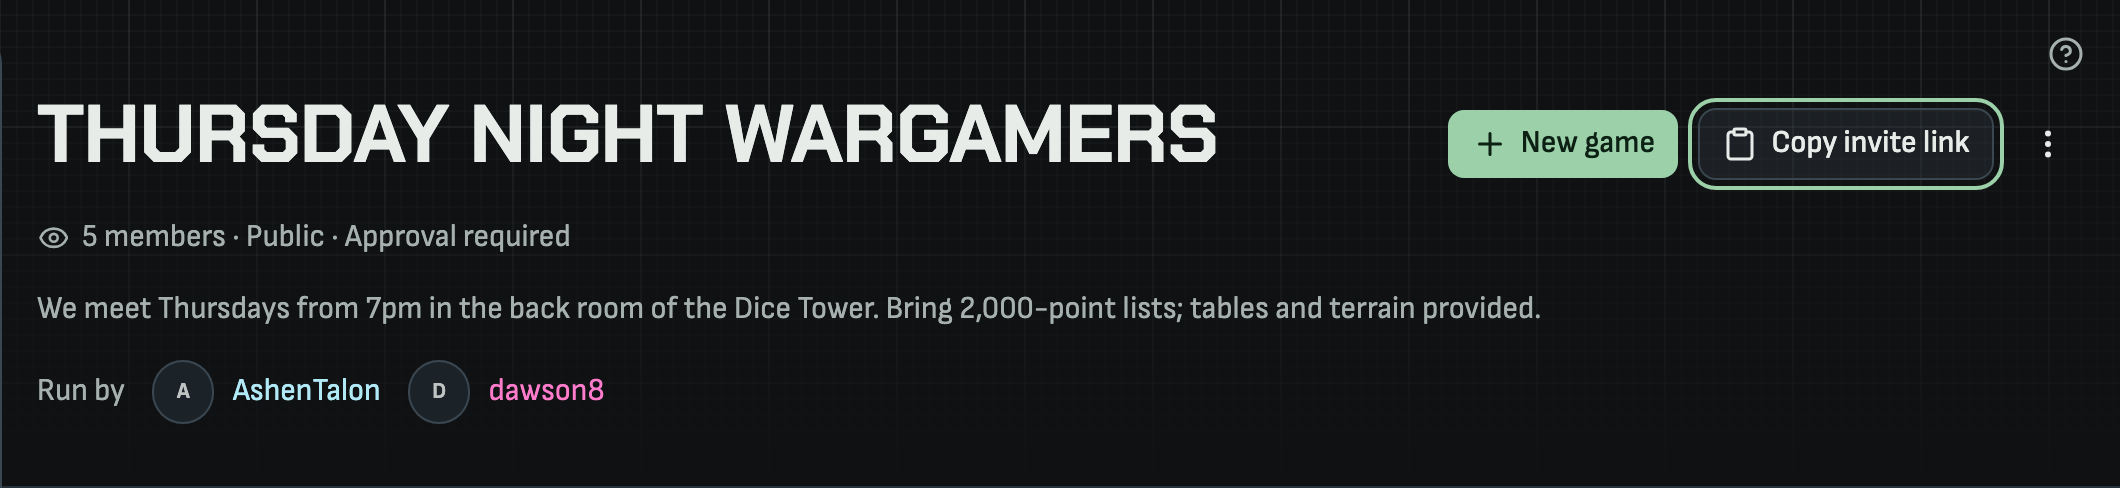 THURSDAY NIGHT WARGAMERS
New game
Copy invite link
5 members · Public · Approval required
We meet Thursdays from 7pm in the back room of the Dice Tower. Bring 2,000-point lists; tables and terrain provided.
Run by A AshenTalon D dawson8